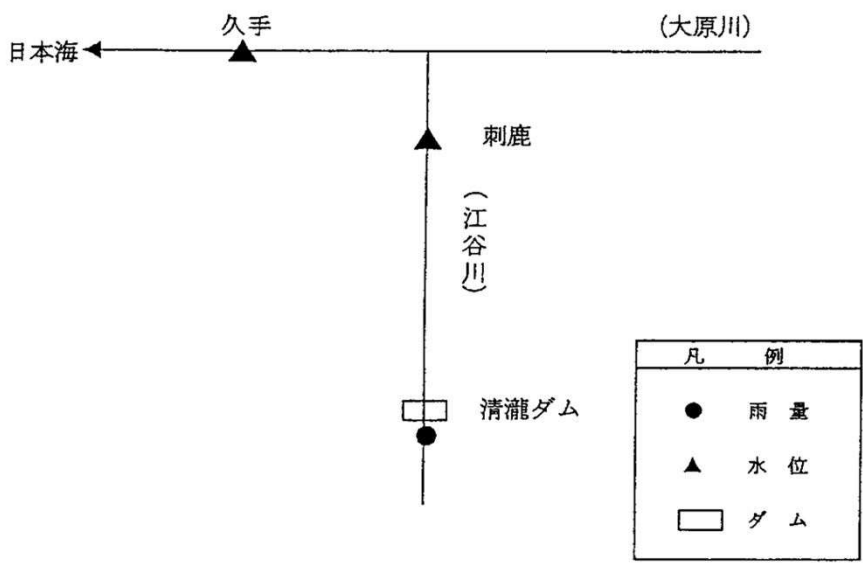 久手
(大原川)
日本海
刺鹿
(江谷川)
清瀧ダム
凡 例
雨 量
水 位
ダ ム